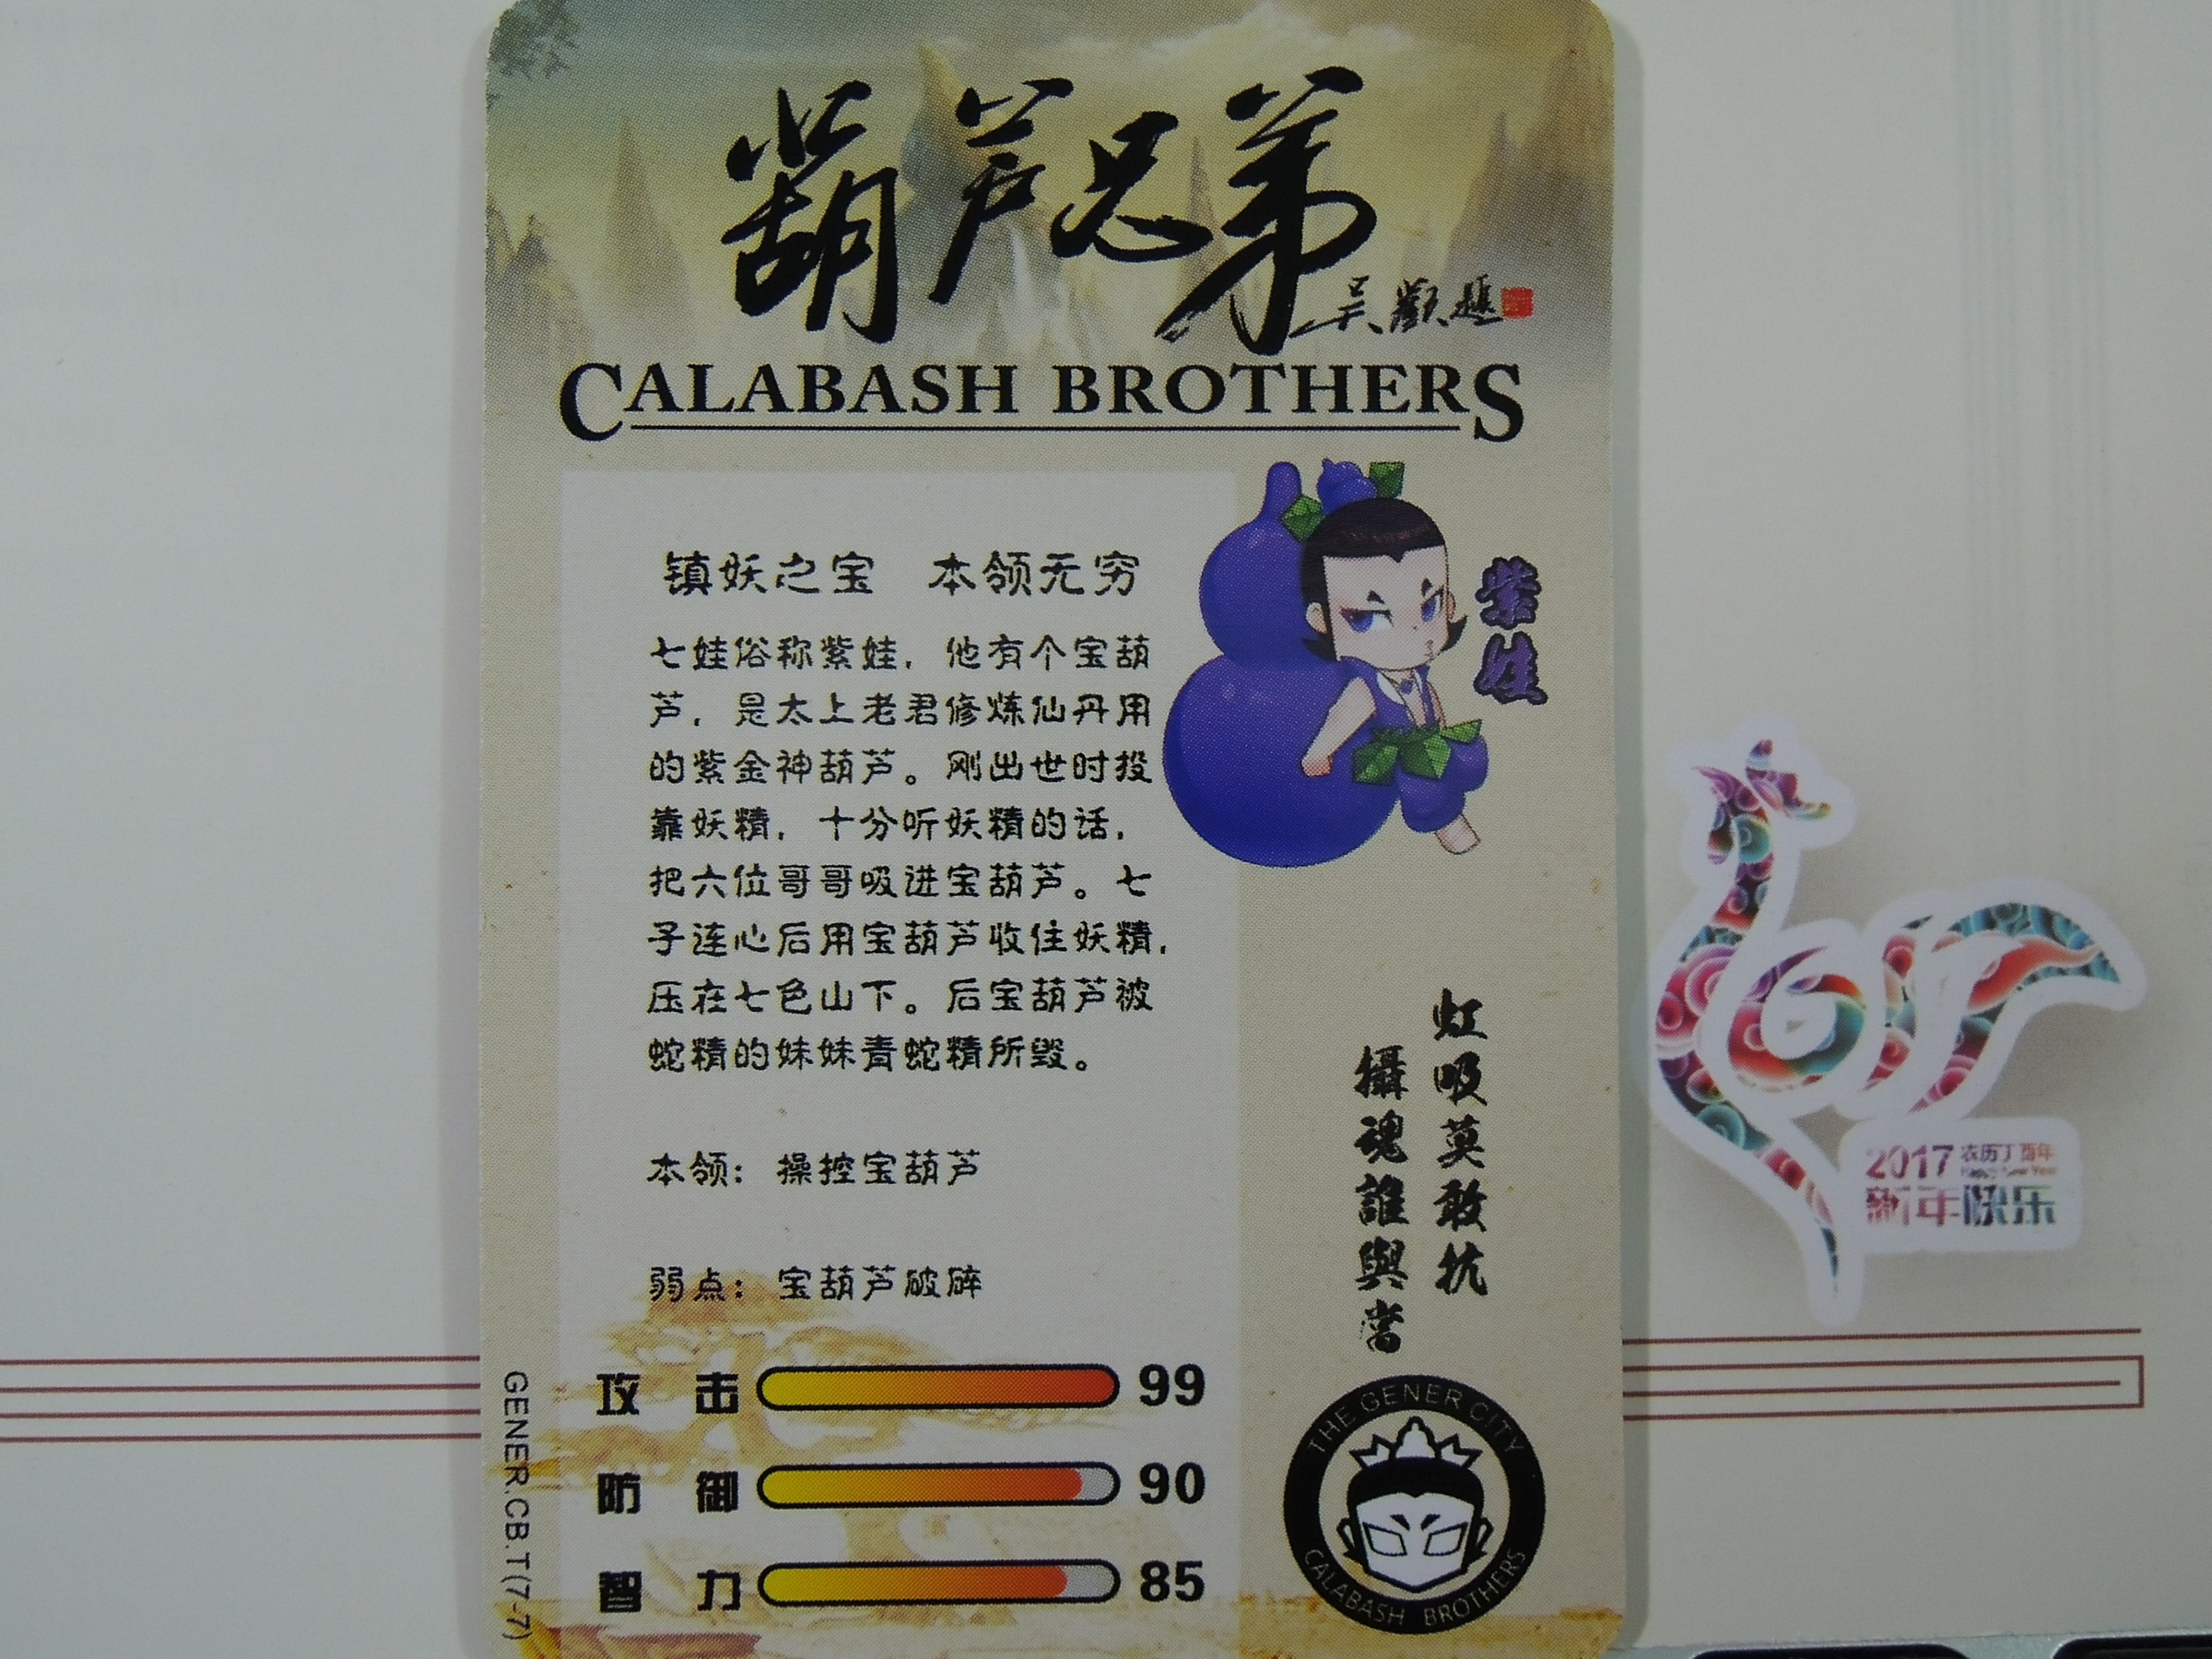 葫芦兄弟
吴欢题
CALABASH BROTHERS
镇妖之宝 本领无穷
七娃俗称紫娃，他有个宝葫
芦，是太上老君修炼仙丹用
的紫金神葫芦。刚出世时投
靠妖精，十分听妖精的话，
把六位哥哥吸进宝葫芦。七
子连心后用宝葫芦收住妖精，
压在七色山下。后宝葫芦被
蛇精的妹妹青蛇精所毁。
本领：操控宝葫芦
弱点：宝葫芦破碎
攻击 99
防御 90
智力 85
紫娃
虹吸莫敢抗
攝魂誰與當
THE GENER CITY
CALABASH BROTHERS
GENER.CB.T(7-7)
2017 农历丁酉年
Happy New Year
新年快乐